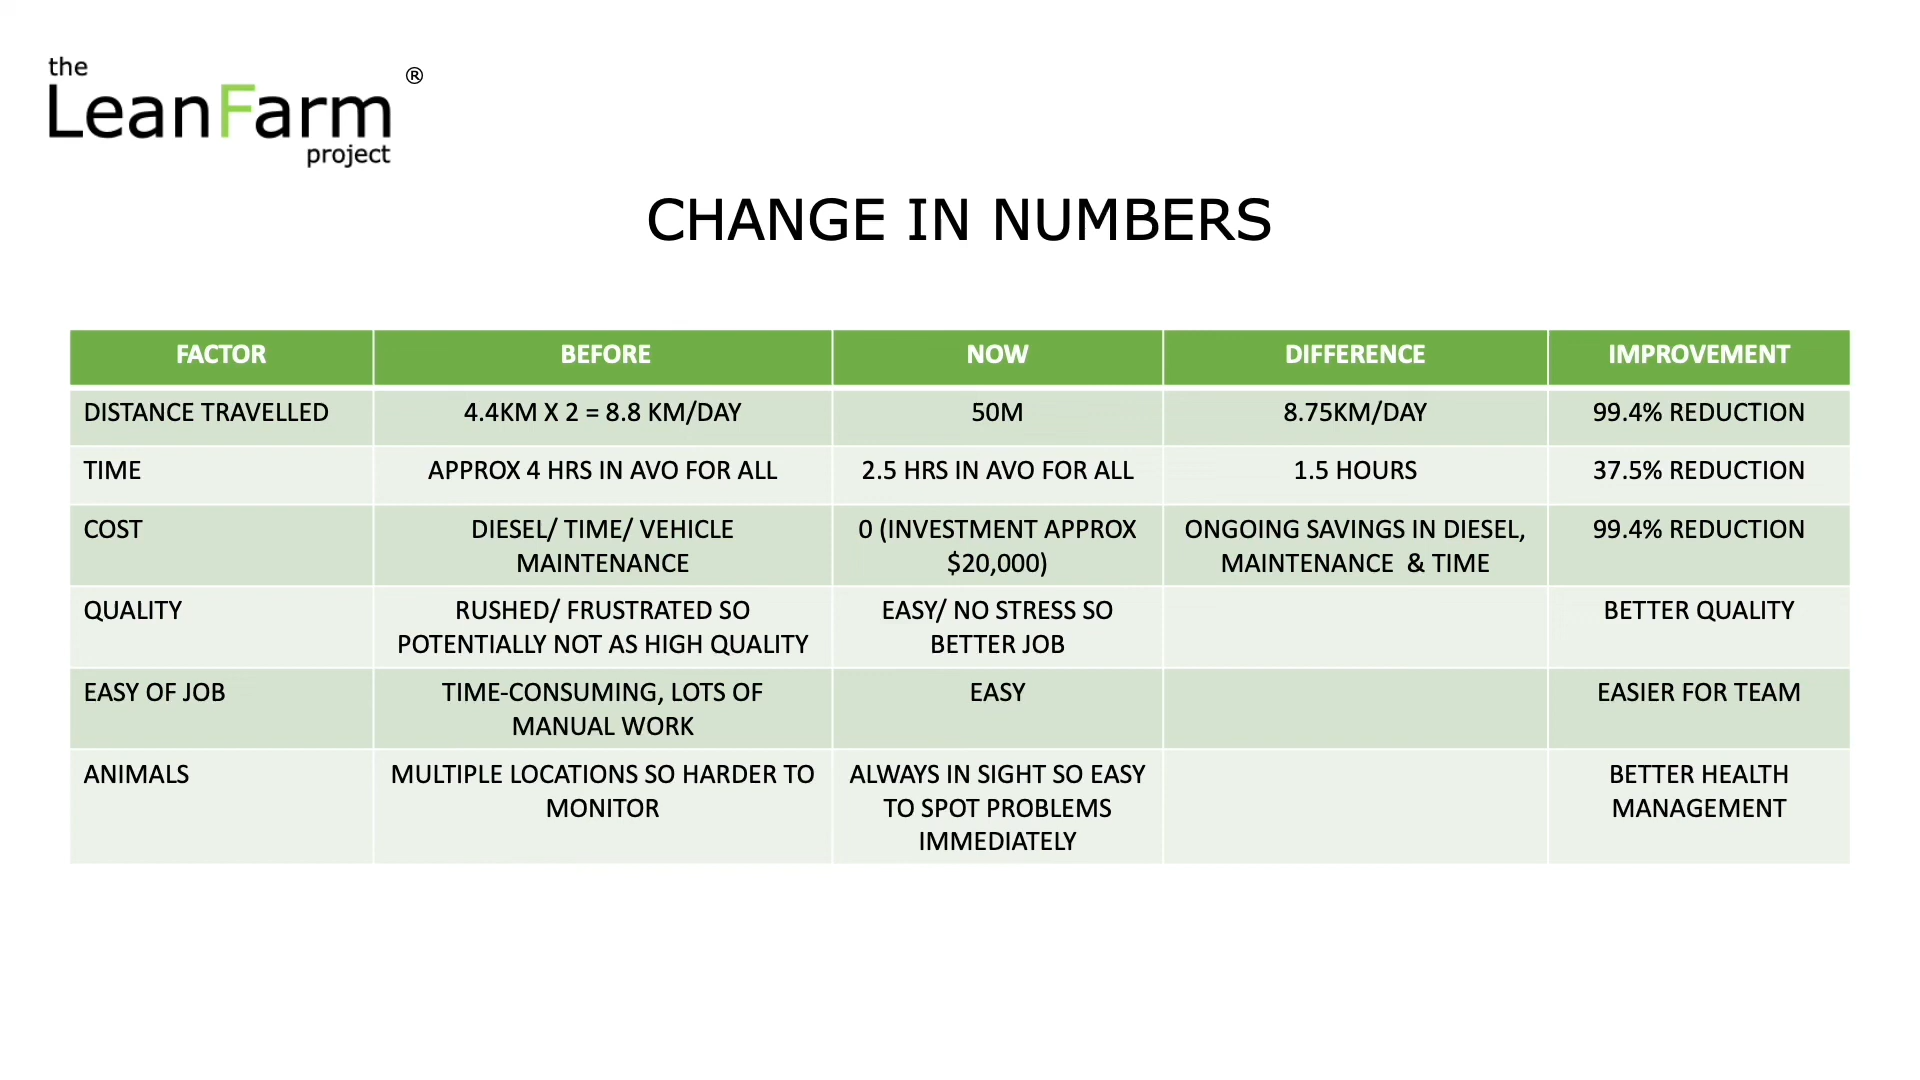 the
LeanFarm ®
project
CHANGE IN NUMBERS
FACTOR BEFORE NOW DIFFERENCE IMPROVEMENT
DISTANCE TRAVELLED 4.4KM X 2 = 8.8 KM/DAY 50M 8.75KM/DAY 99.4% REDUCTION
TIME APPROX 4 HRS IN AVO FOR ALL 2.5 HRS IN AVO FOR ALL 1.5 HOURS 37.5% REDUCTION
COST DIESEL/ TIME/ VEHICLE 0 (INVESTMENT APPROX ONGOING SAVINGS IN DIESEL, 99.4% REDUCTION
MAINTENANCE $20,000) MAINTENANCE & TIME
QUALITY RUSHED/ FRUSTRATED SO EASY/ NO STRESS SO BETTER QUALITY
POTENTIALLY NOT AS HIGH QUALITY BETTER JOB
EASY OF JOB TIME-CONSUMING, LOTS OF EASY EASIER FOR TEAM
MANUAL WORK
ANIMALS MULTIPLE LOCATIONS SO HARDER TO ALWAYS IN SIGHT SO EASY BETTER HEALTH
MONITOR TO SPOT PROBLEMS MANAGEMENT
IMMEDIATELY